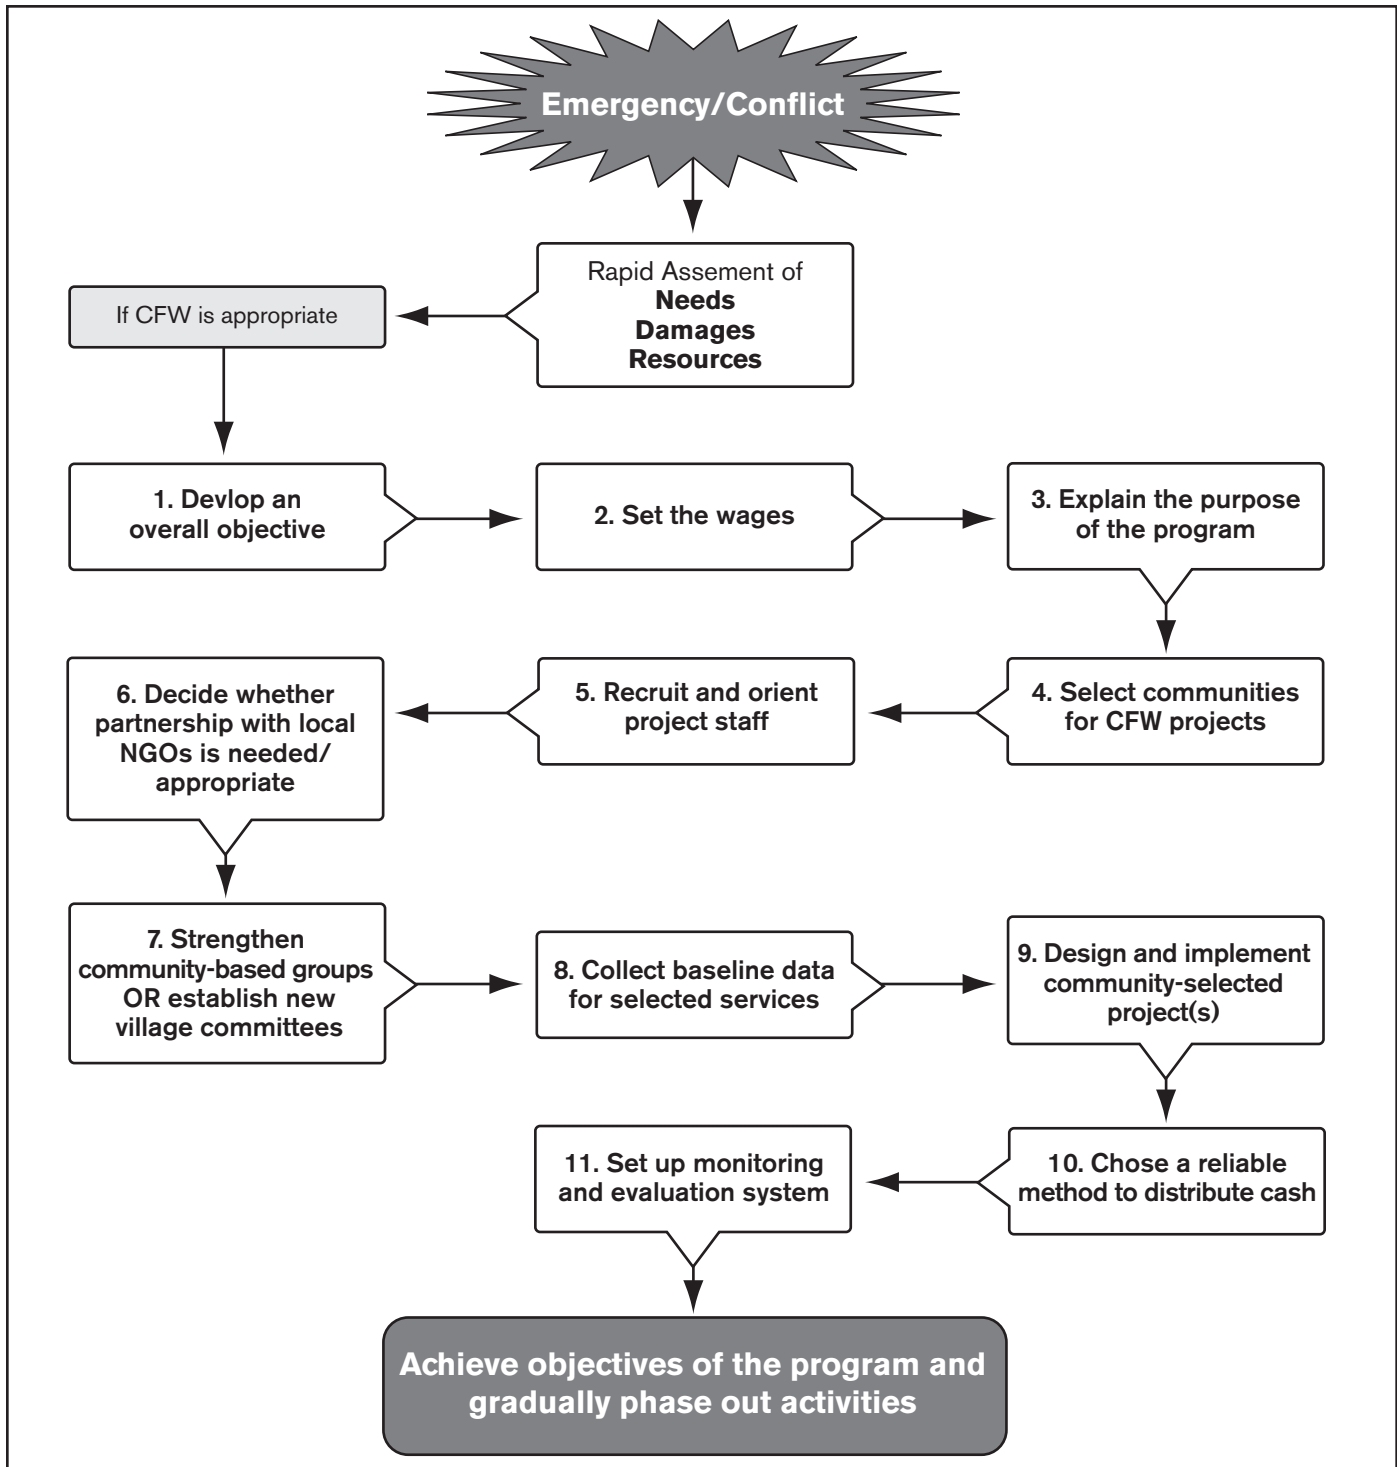 Emergency/Conflict
Rapid Assement of
Needs
Damages
Resources
If CFW is appropriate
1. Devlop an
overall objective
2. Set the wages
3. Explain the purpose
of the program
4. Select communities
for CFW projects
5. Recruit and orient
project staff
6. Decide whether
partnership with local
NGOs is needed/
appropriate
7. Strengthen
community-based groups
OR establish new
village committees
8. Collect baseline data
for selected services
9. Design and implement
community-selected
project(s)
10. Chose a reliable
method to distribute cash
11. Set up monitoring
and evaluation system
Achieve objectives of the program and
gradually phase out activities